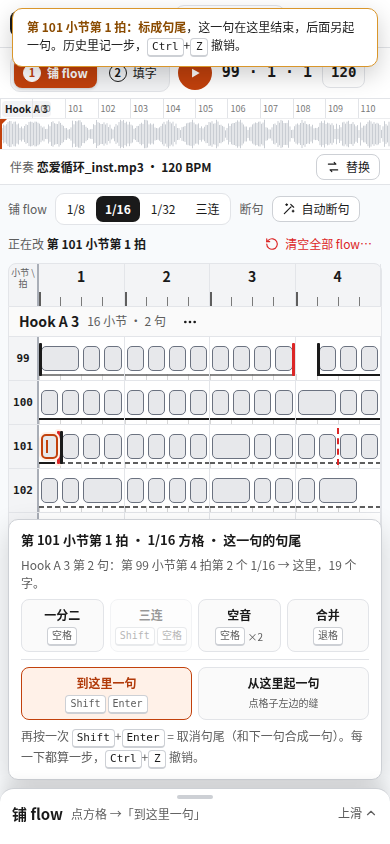 第 101 小节第 1 拍：标成句尾，这一句在这里结束，后面另起
一句。历史里记一步，Ctrl+Z 撤销。
1 铺 flow 2 填字 99 · 1 · 1 120
Hook A 3 101 102 103 104 105 106 107 108 109 110
伴奏 恋爱循环_inst.mp3 · 120 BPM 替换
铺 flow 1/8 1/16 1/32 三连 断句 自动断句
正在改 第 101 小节第 1 拍 清空全部 flow…
小节 \ 拍 1 2 3 4
Hook A 3 16 小节 · 2 句 ···
99
100
101
102
第 101 小节第 1 拍 · 1/16 方格 · 这一句的句尾
Hook A 3 第 2 句：第 99 小节第 4 拍第 2 个 1/16 → 这里，19 个
字。
一分二 三连 空音 合并
空格 Shift 空格 空格 ×2 退格
到这里一句 从这里起一句
Shift Enter 点格子左边的缝
再按一次 Shift+Enter = 取消句尾（和下一句合成一句）。每
一下都算一步，Ctrl+Z 撤销。
铺 flow 点方格 →「到这里一句」 上滑